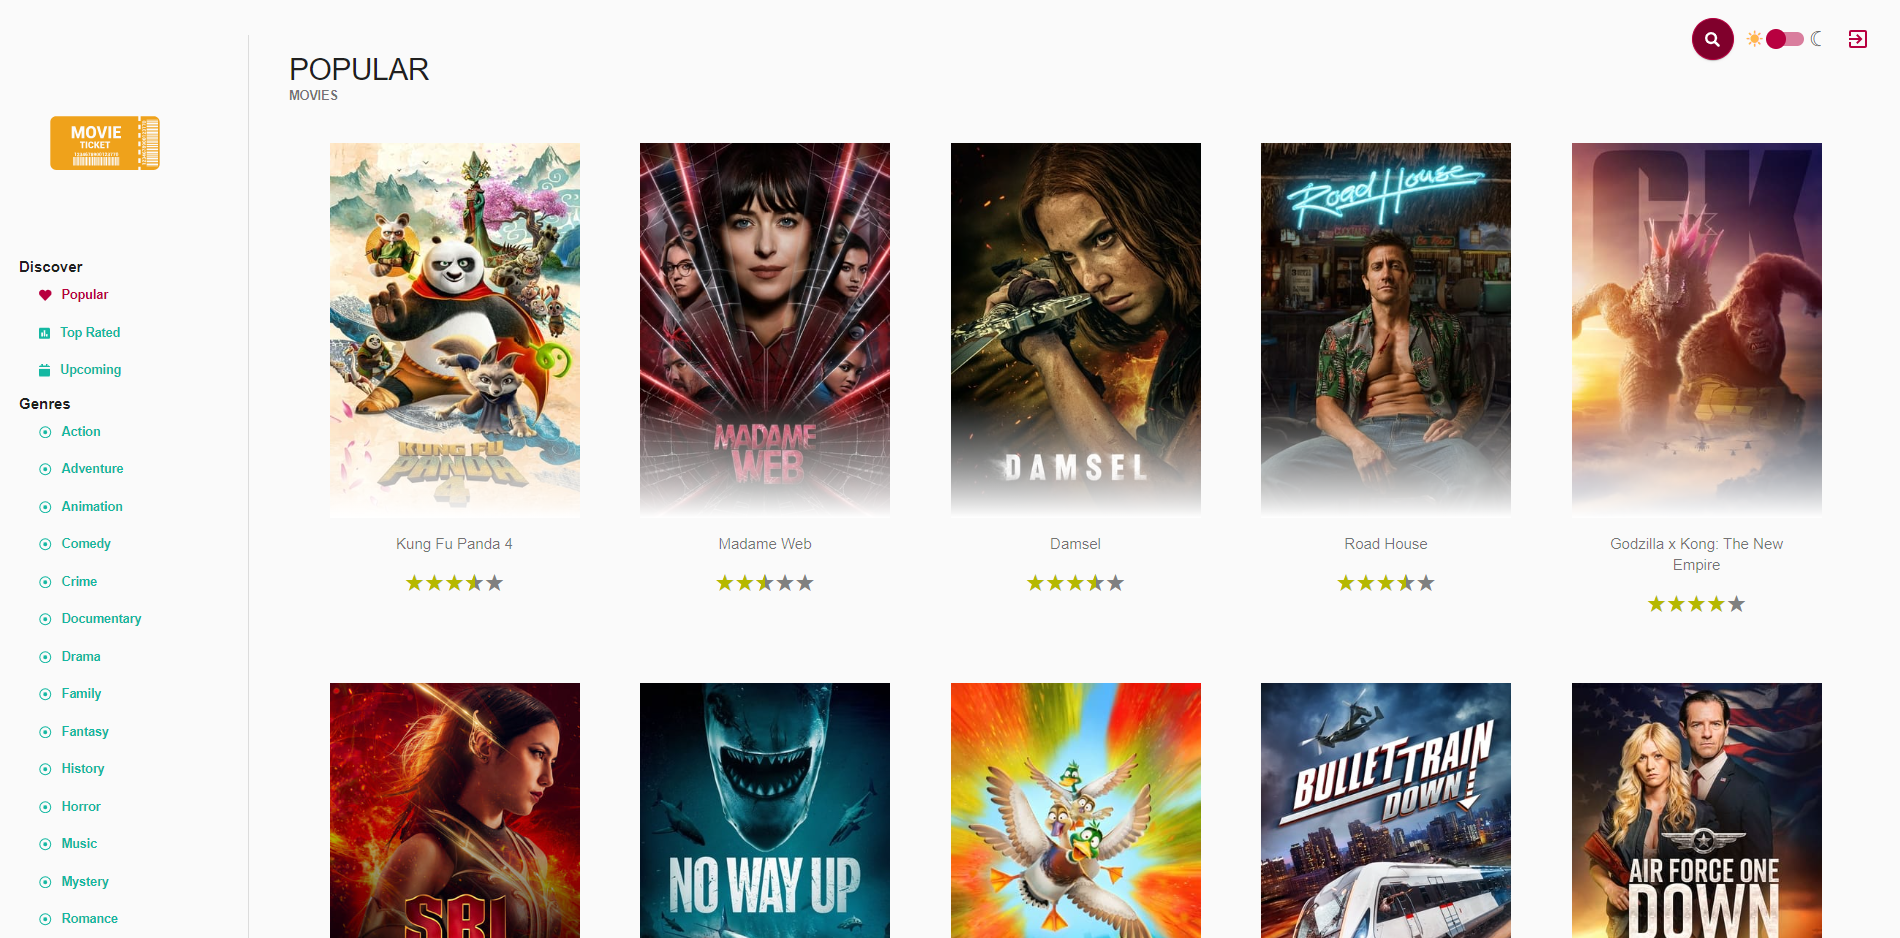 POPULAR
MOVIES
MOVIE
TICKET
Discover
Popular
Top Rated
Upcoming
Genres
Action
Adventure
Animation
Comedy
Crime
Documentary
Drama
Family
Fantasy
History
Horror
Music
Mystery
Romance
KUNG FU
PANDA
4
MADAME
WEB
DAMSEL
Road House
GK
Kung Fu Panda 4
Madame Web
Damsel
Road House
Godzilla x Kong: The New
Empire
NO WAY UP
BULLET TRAIN
DOWN!
AIR FORCE ONE
DOWN